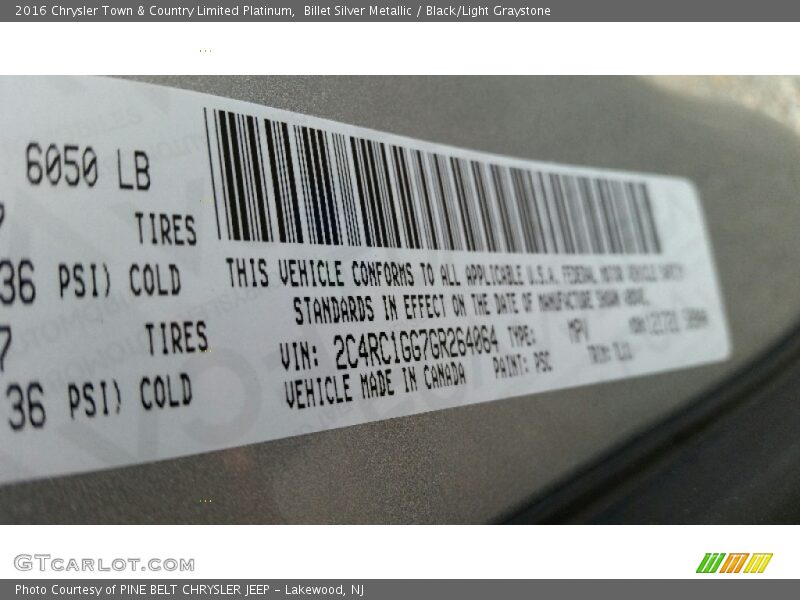 2016 Chrysler Town & Country Limited Platinum, Billet Silver Metallic / Black/Light Graystone
6050 LB
7 TIRES
36 PSI) COLD
7 TIRES
36 PSI) COLD
THIS VEHICLE CONFORMS TO ALL APPLICABLE U.S.A. FEDERAL MOTOR VEHICLE SAFETY
STANDARDS IN EFFECT ON THE DATE OF MANUFACTURE SHOWN ABOVE.
VIN: 2C4RC1GG7GR264064 TYPE: MPV
VEHICLE MADE IN CANADA PAINT: PSC TRIM:
GTCARLOT.COM
Photo Courtesy of PINE BELT CHRYSLER JEEP - Lakewood, NJ